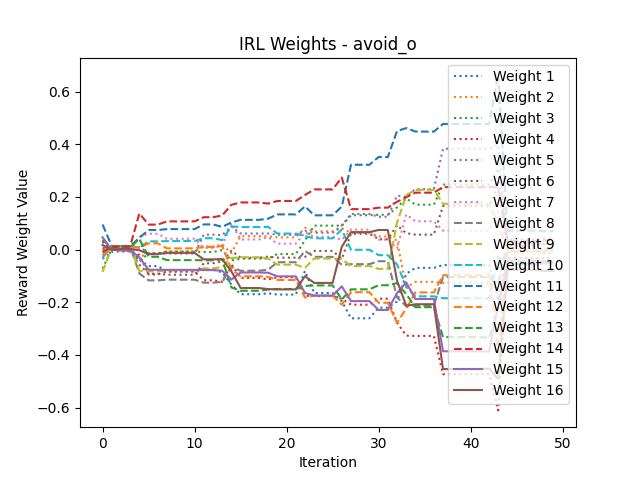 IRL Weights - avoid_o
Reward Weight Value
0.6
0.4
0.2
0.0
−0.2
−0.4
−0.6
0
10
20
30
40
50
Iteration
Weight 1
Weight 2
Weight 3
Weight 4
Weight 5
Weight 6
Weight 7
Weight 8
Weight 9
Weight 10
Weight 11
Weight 12
Weight 13
Weight 14
Weight 15
Weight 16